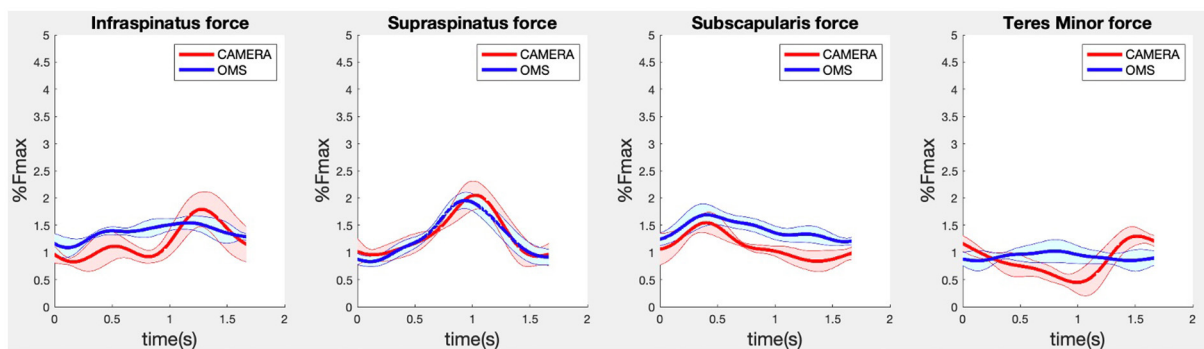 Infraspinatus force
%Fmax
5
4.5
4
3.5
3
2.5
2
1.5
1
0.5
0
0 0.5 1 1.5 2
time(s)
CAMERA
OMS
Supraspinatus force
%Fmax
5
4.5
4
3.5
3
2.5
2
1.5
1
0.5
0
0 0.5 1 1.5 2
time(s)
CAMERA
OMS
Subscapularis force
%Fmax
5
4.5
4
3.5
3
2.5
2
1.5
1
0.5
0
0 0.5 1 1.5 2
time(s)
CAMERA
OMS
Teres Minor force
%Fmax
5
4.5
4
3.5
3
2.5
2
1.5
1
0.5
0
0 0.5 1 1.5 2
time(s)
CAMERA
OMS